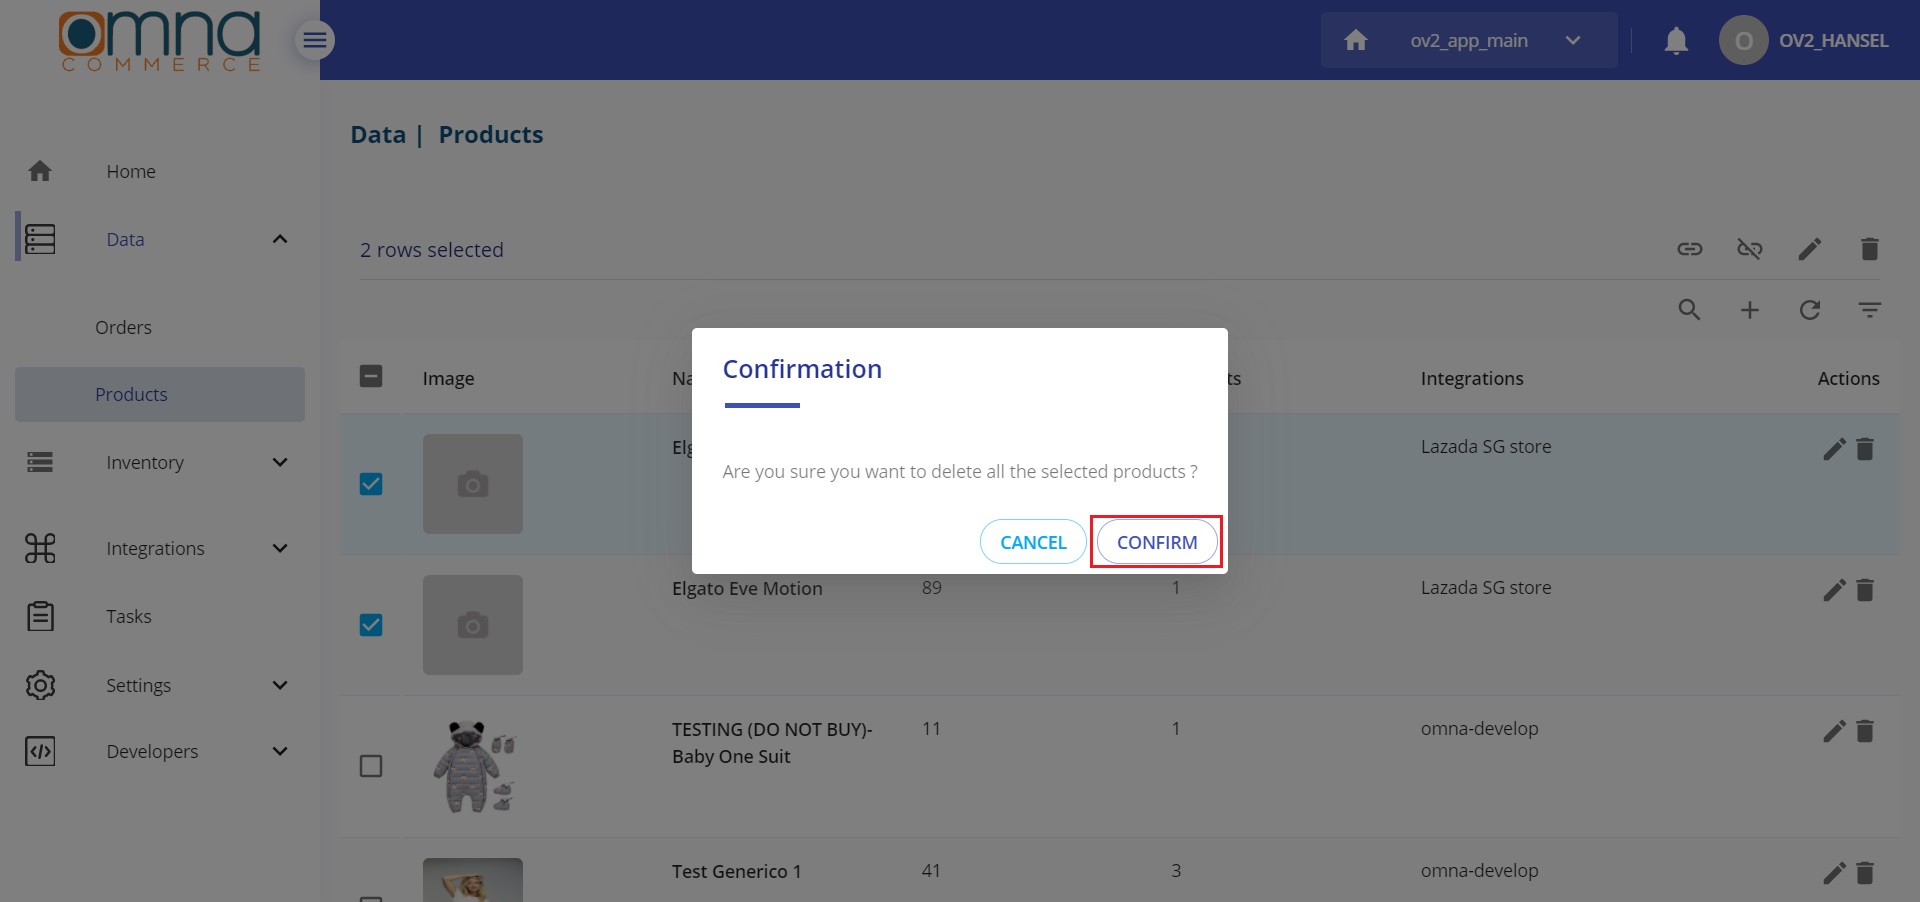 omna
COMMERCE
ov2_app_main
O
OV2_HANSEL
Data | Products
Home
Data
Orders
Products
Inventory
Integrations
Tasks
Settings
Developers
2 rows selected
Image
Integrations
Actions
Lazada SG store
Confirmation
Are you sure you want to delete all the selected products ?
CANCEL
CONFIRM
Elgato Eve Motion 89 1 Lazada SG store
TESTING (DO NOT BUY)- 11 1 omna-develop
Baby One Suit
Test Generico 1 41 3 omna-develop